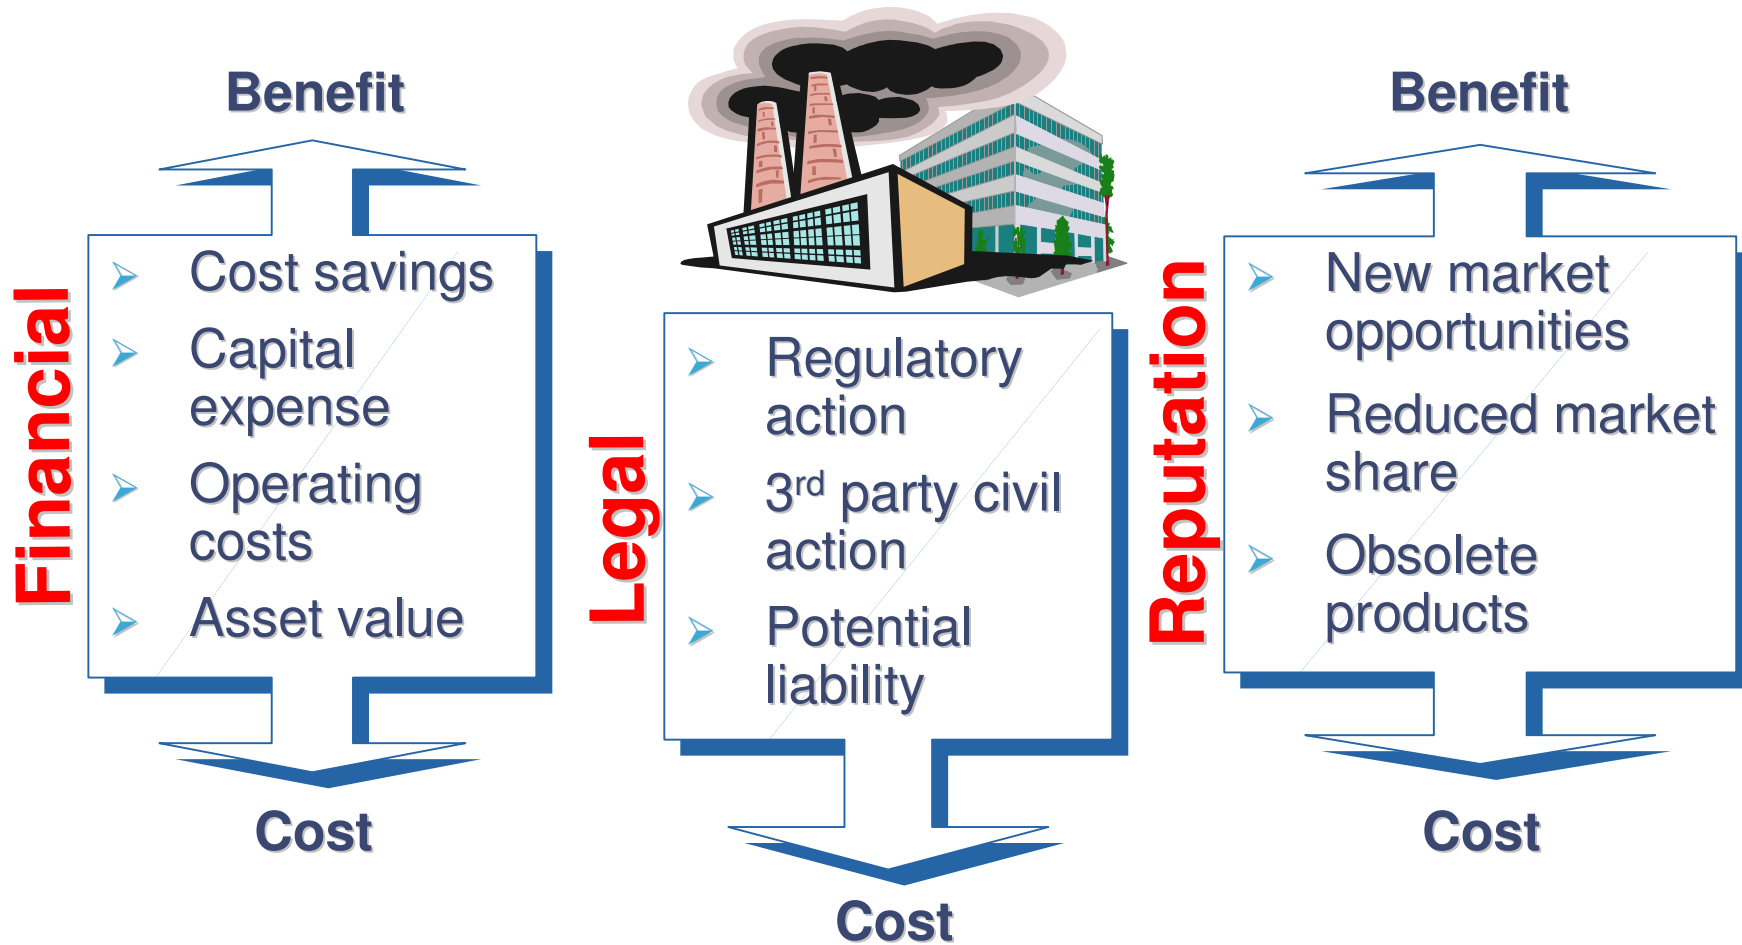 Benefit
Financial
Cost savings
Capital
expense
Operating
costs
Asset value
Cost
Legal
Regulatory
action
3rd party civil
action
Potential
liability
Cost
Benefit
Reputation
New market
opportunities
Reduced market
share
Obsolete
products
Cost